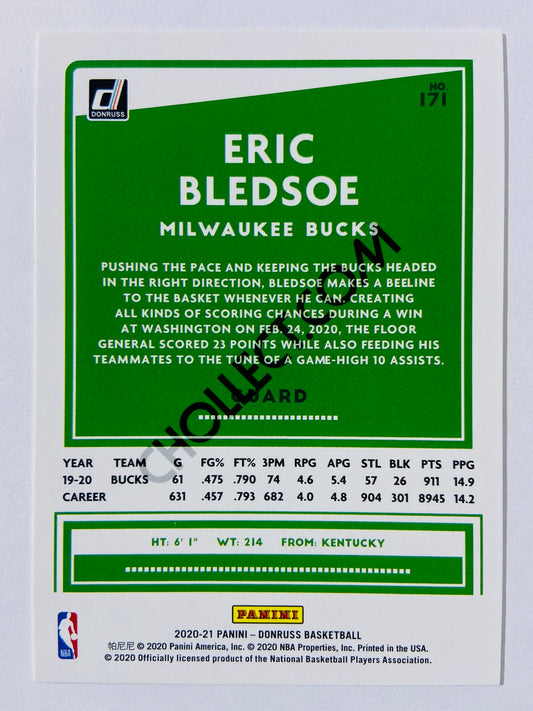 DONRUSS
NO.
171
ERIC
BLEDSOE
MILWAUKEE BUCKS
PUSHING THE PACE AND KEEPING THE BUCKS HEADED
IN THE RIGHT DIRECTION, BLEDSOE MAKES A BEELINE
TO THE BASKET WHENEVER HE CAN. CREATING
ALL KINDS OF SCORING CHANCES DURING A WIN
AT WASHINGTON ON FEB. 24, 2020, THE FLOOR
GENERAL SCORED 23 POINTS WHILE ALSO FEEDING HIS
TEAMMATES TO THE TUNE OF A GAME-HIGH 10 ASSISTS.
GUARD
CHOLLECT.COM
YEAR TEAM G FG% FT% 3PM RPG APG STL BLK PTS PPG
19-20 BUCKS 61 .475 .790 74 4.6 5.4 57 26 911 14.9
CAREER 631 .457 .793 682 4.0 4.8 904 301 8945 14.2
HT: 6' 1" WT: 214 FROM: KENTUCKY
PANINI
2020-21 PANINI – DONRUSS BASKETBALL
帕尼尼 © 2020 Panini America, Inc. © 2020 NBA Properties, Inc. Printed in the USA.
© 2020 Officially licensed product of the National Basketball Players Association.
NBA